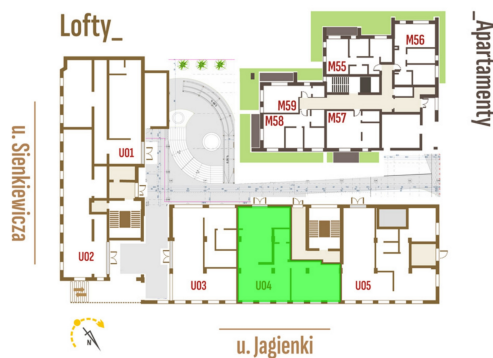 Lofty_
_Apartamenty
u. Sienkiewicza
M56
M55
M59
M58
M57
U01
U02
U03
U04
U05
N
u. Jagienki